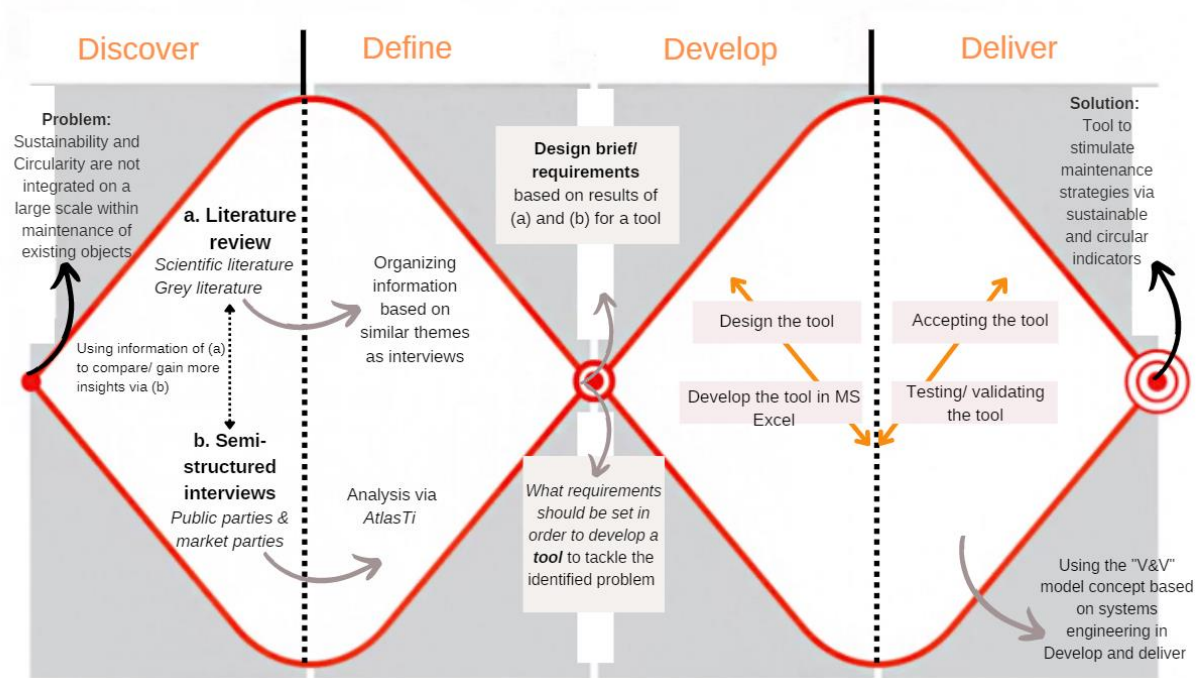 Discover
Define
Develop
Deliver
Problem:
Sustainability and
Circularity are not
integrated on a
large scale within
maintenance of
existing objects
a. Literature
review
Scientific literature
Grey literature
Using information of (a)
to compare/ gain more
insights via (b)
b. Semi-
structured
interviews
Public parties &
market parties
Organizing
information
based on
similar themes
as interviews
Analysis via
AtlasTi
Design brief/
requirements
based on results of
(a) and (b) for a tool
What requirements
should be set in
order to develop a
tool to tackle the
identified problem
Design the tool
Develop the tool in MS
Excel
Accepting the tool
Testing/ validating
the tool
Solution:
Tool to
stimulate
maintenance
strategies via
sustainable
and circular
indicators
Using the "V&V"
model concept based
on systems
engineering in
Develop and deliver